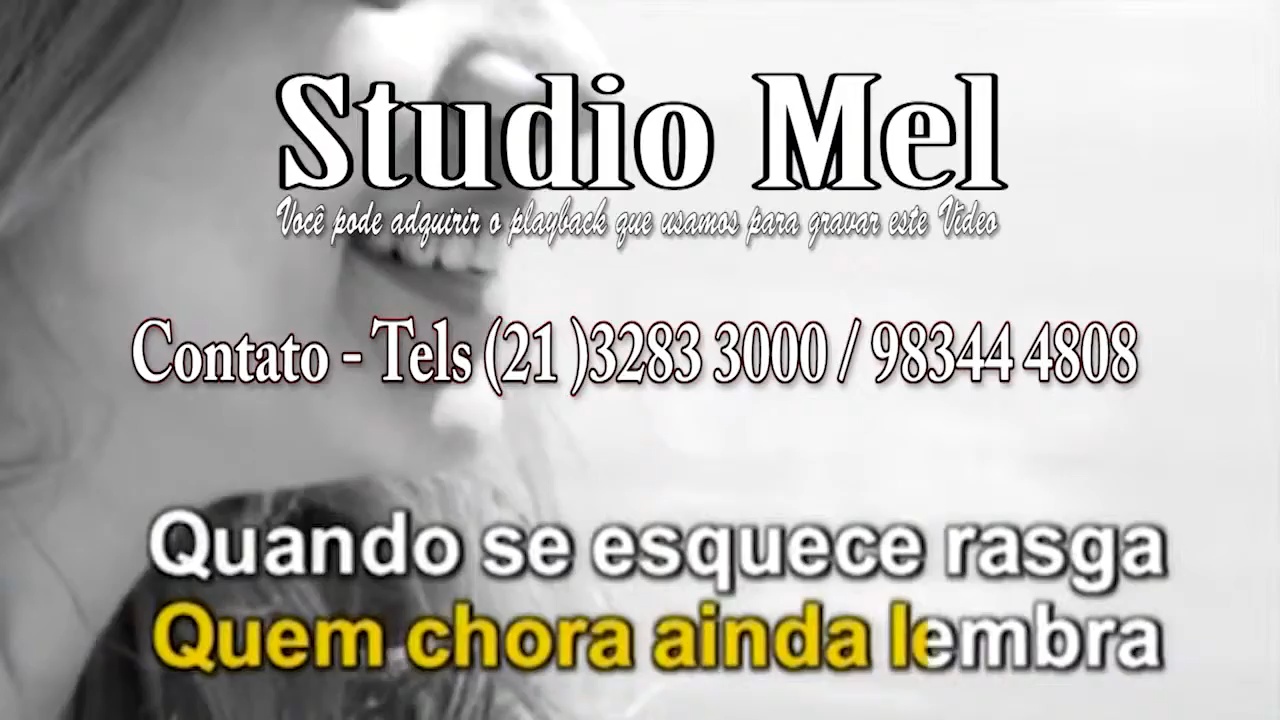 Studio Mel
Você pode adquirir o playback que usamos para gravar este Video
Contato - Tels (21 )3283 3000 / 98344 4808
Quando se esquece rasga
Quem chora ainda lembra